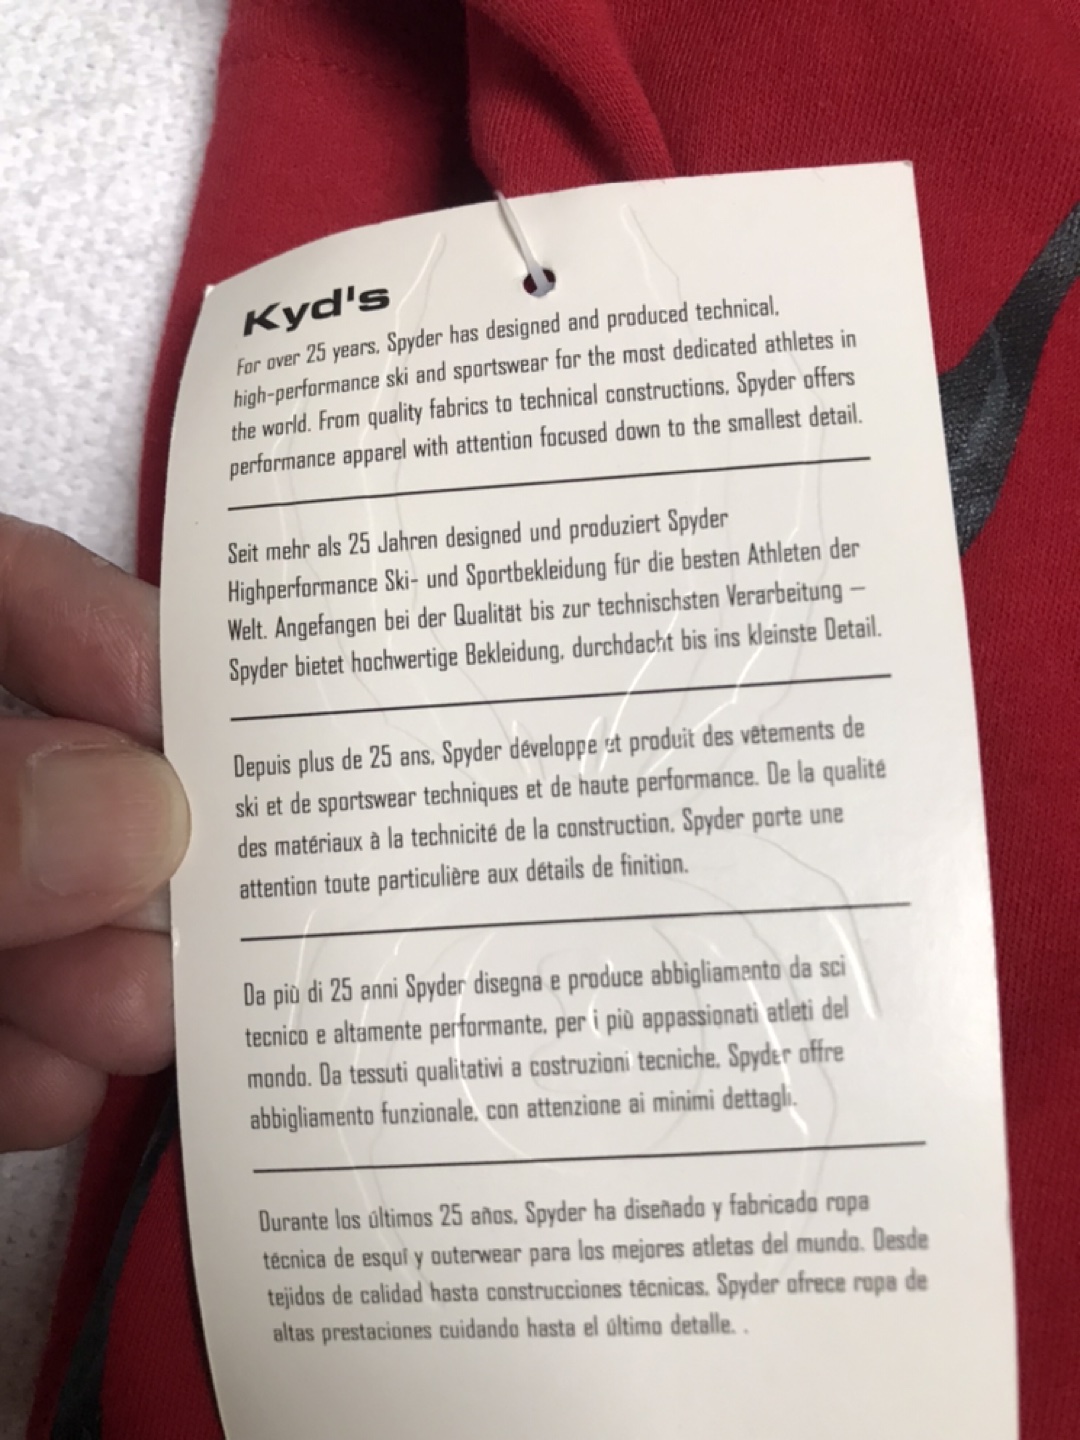 Kyd's
For over 25 years, Spyder has designed and produced technical,
high-performance ski and sportswear for the most dedicated athletes in
the world. From quality fabrics to technical constructions, Spyder offers
performance apparel with attention focused down to the smallest detail.
Seit mehr als 25 Jahren designed und produziert Spyder
Highperformance Ski- und Sportbekleidung für die besten Athleten der
Welt. Angefangen bei der Qualität bis zur technischsten Verarbeitung –
Spyder bietet hochwertige Bekleidung, durchdacht bis ins kleinste Detail.
Depuis plus de 25 ans, Spyder développe et produit des vêtements de
ski et de sportswear techniques et de haute performance. De la qualité
des matériaux à la technicité de la construction, Spyder porte une
attention toute particulière aux détails de finition.
Da più di 25 anni Spyder disegna e produce abbigliamento da sci
tecnico e altamente performante, per i più appassionati atleti del
mondo. Da tessuti qualitativi a costruzioni tecniche, Spyder offre
abbigliamento funzionale, con attenzione ai minimi dettagli.
Durante los últimos 25 años, Spyder ha diseñado y fabricado ropa
técnica de esquí y outerwear para los mejores atletas del mundo. Desde
tejidos de calidad hasta construcciones técnicas, Spyder ofrece ropa de
altas prestaciones cuidando hasta el último detalle. .